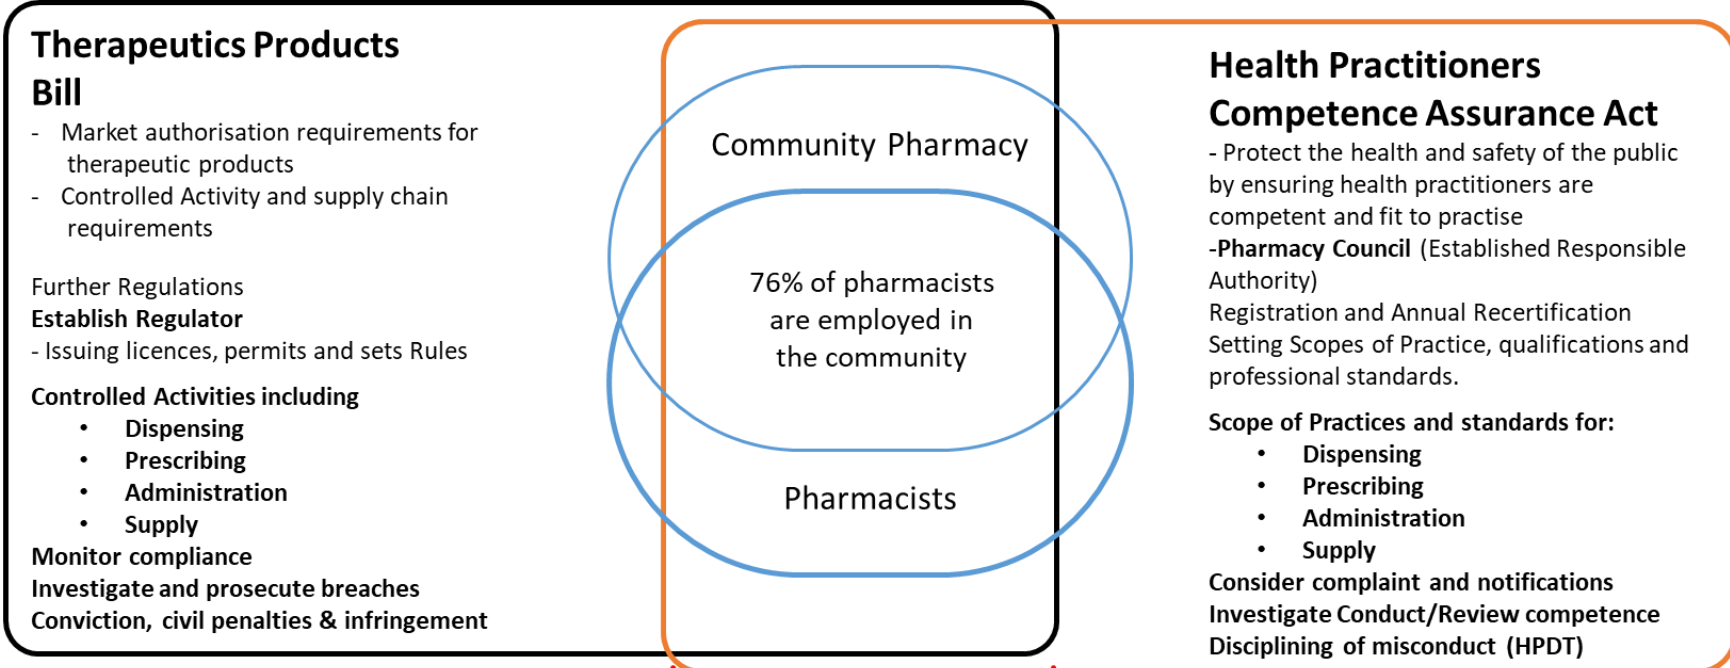 Therapeutics Products
Bill
- Market authorisation requirements for
therapeutic products
- Controlled Activity and supply chain
requirements
Further Regulations
Establish Regulator
- Issuing licences, permits and sets Rules
Controlled Activities including
• Dispensing
• Prescribing
• Administration
• Supply
Monitor compliance
Investigate and prosecute breaches
Conviction, civil penalties & infringement
Community Pharmacy
76% of pharmacists
are employed in
the community
Pharmacists
Health Practitioners
Competence Assurance Act
- Protect the health and safety of the public
by ensuring health practitioners are
competent and fit to practise
-Pharmacy Council (Established Responsible
Authority)
Registration and Annual Recertification
Setting Scopes of Practice, qualifications and
professional standards.
Scope of Practices and standards for:
• Dispensing
• Prescribing
• Administration
• Supply
Consider complaint and notifications
Investigate Conduct/Review competence
Disciplining of misconduct (HPDT)